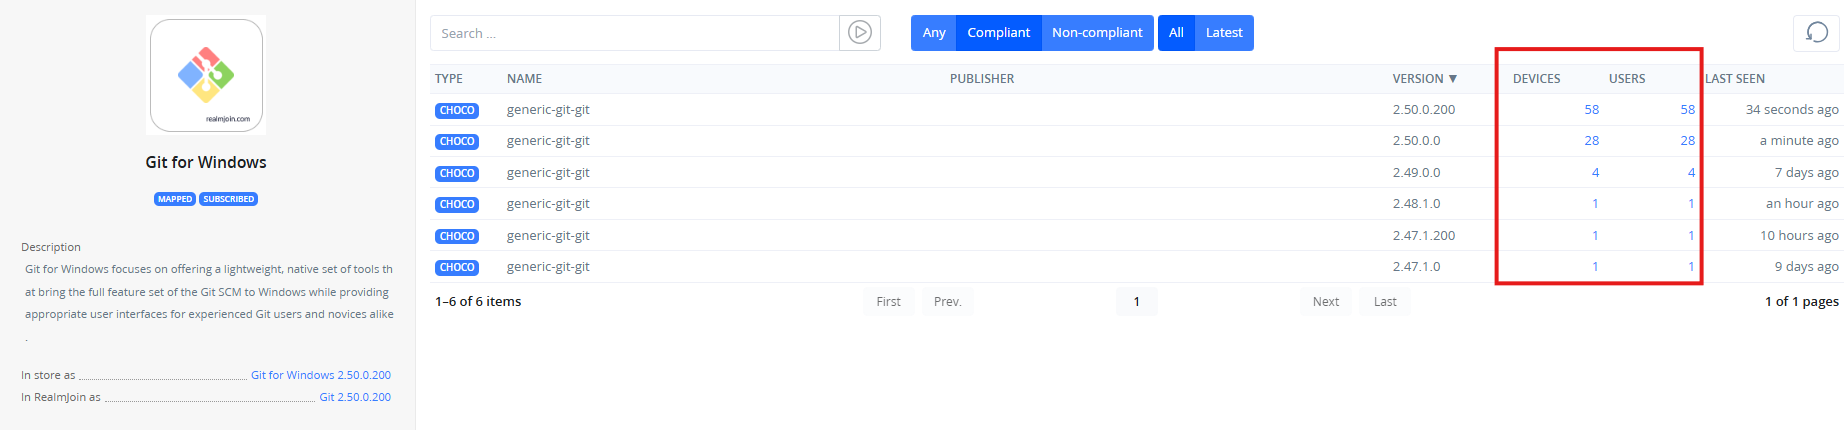 realmjoin.com
Git for Windows
MAPPED SUBSCRIBED
Description
Git for Windows focuses on offering a lightweight, native set of tools th
at bring the full feature set of the Git SCM to Windows while providing
appropriate user interfaces for experienced Git users and novices alike
.
In store as Git for Windows 2.50.0.200
In RealmJoin as Git 2.50.0.200
Search ... Any Compliant Non-compliant All Latest
TYPE NAME PUBLISHER VERSION ▼ DEVICES USERS LAST SEEN
CHOCO generic-git-git 2.50.0.200 58 58 34 seconds ago
CHOCO generic-git-git 2.50.0.0 28 28 a minute ago
CHOCO generic-git-git 2.49.0.0 4 4 7 days ago
CHOCO generic-git-git 2.48.1.0 1 1 an hour ago
CHOCO generic-git-git 2.47.1.200 1 1 10 hours ago
CHOCO generic-git-git 2.47.1.0 1 1 9 days ago
1–6 of 6 items First Prev. 1 Next Last 1 of 1 pages